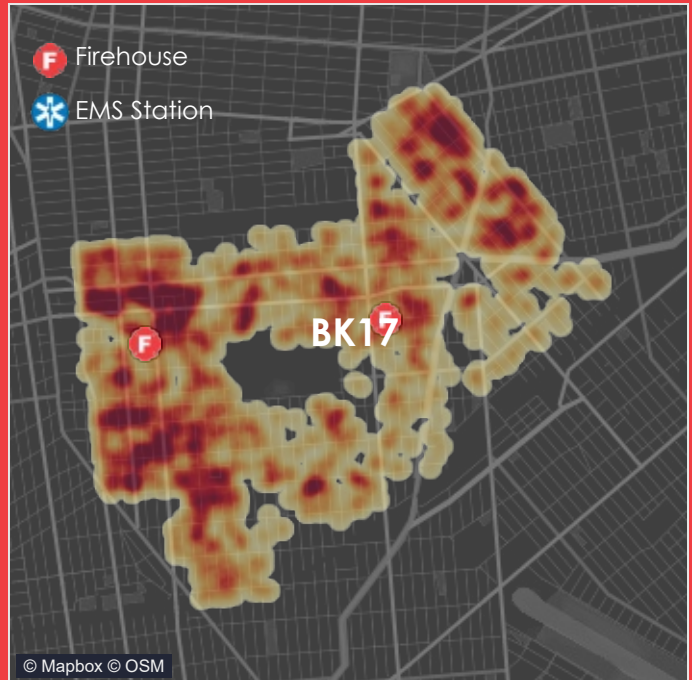 F Firehouse
EMS Station
F
BK17
F
© Mapbox © OSM